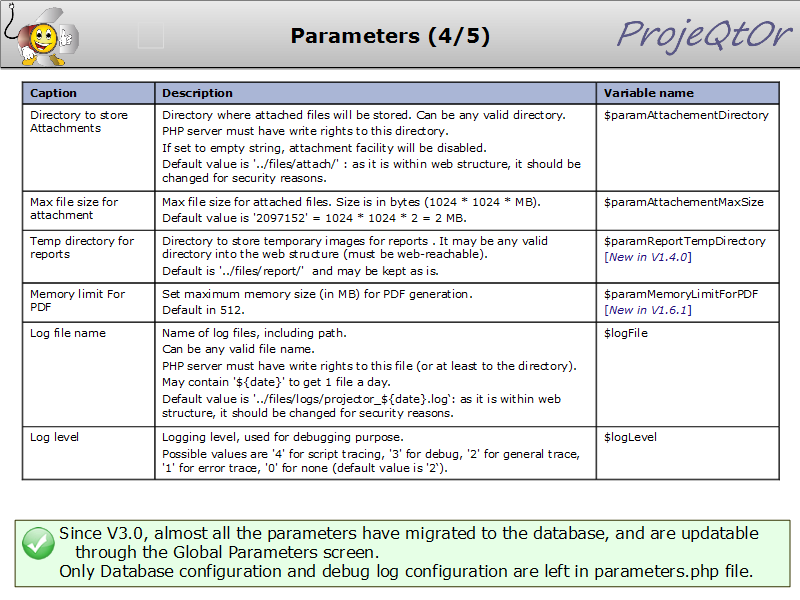 Parameters (4/5)
ProjeQtOr
Caption
Description
Variable name
Directory to store
Attachments
Directory where attached files will be stored. Can be any valid directory.
PHP server must have write rights to this directory.
If set to empty string, attachment facility will be disabled.
Default value is '../files/attach/' : as it is within web structure, it should be
changed for security reasons.
$paramAttachementDirectory
Max file size for
attachment
Max file size for attached files. Size is in bytes (1024 * 1024 * MB).
Default value is '2097152' = 1024 * 1024 * 2 = 2 MB.
$paramAttachementMaxSize
Temp directory for
reports
Directory to store temporary images for reports . It may be any valid
directory into the web structure (must be web-reachable).
Default is '../files/report/'  and may be kept as is.
$paramReportTempDirectory
[New in V1.4.0]
Memory limit For
PDF
Set maximum memory size (in MB) for PDF generation.
Default in 512.
$paramMemoryLimitForPDF
[New in V1.6.1]
Log file name
Name of log files, including path.
Can be any valid file name.
PHP server must have write rights to this file (or at least to the directory).
May contain '${date}' to get 1 file a day.
Default value is '../files/logs/projector_${date}.log': as it is within web
structure, it should be changed for security reasons.
$logFile
Log level
Logging level, used for debugging purpose.
Possible values are '4' for script tracing, '3' for debug, '2' for general trace,
'1' for error trace, '0' for none (default value is '2').
$logLevel
Since V3.0, almost all the parameters have migrated to the database, and are updatable
through the Global Parameters screen.
Only Database configuration and debug log configuration are left in parameters.php file.